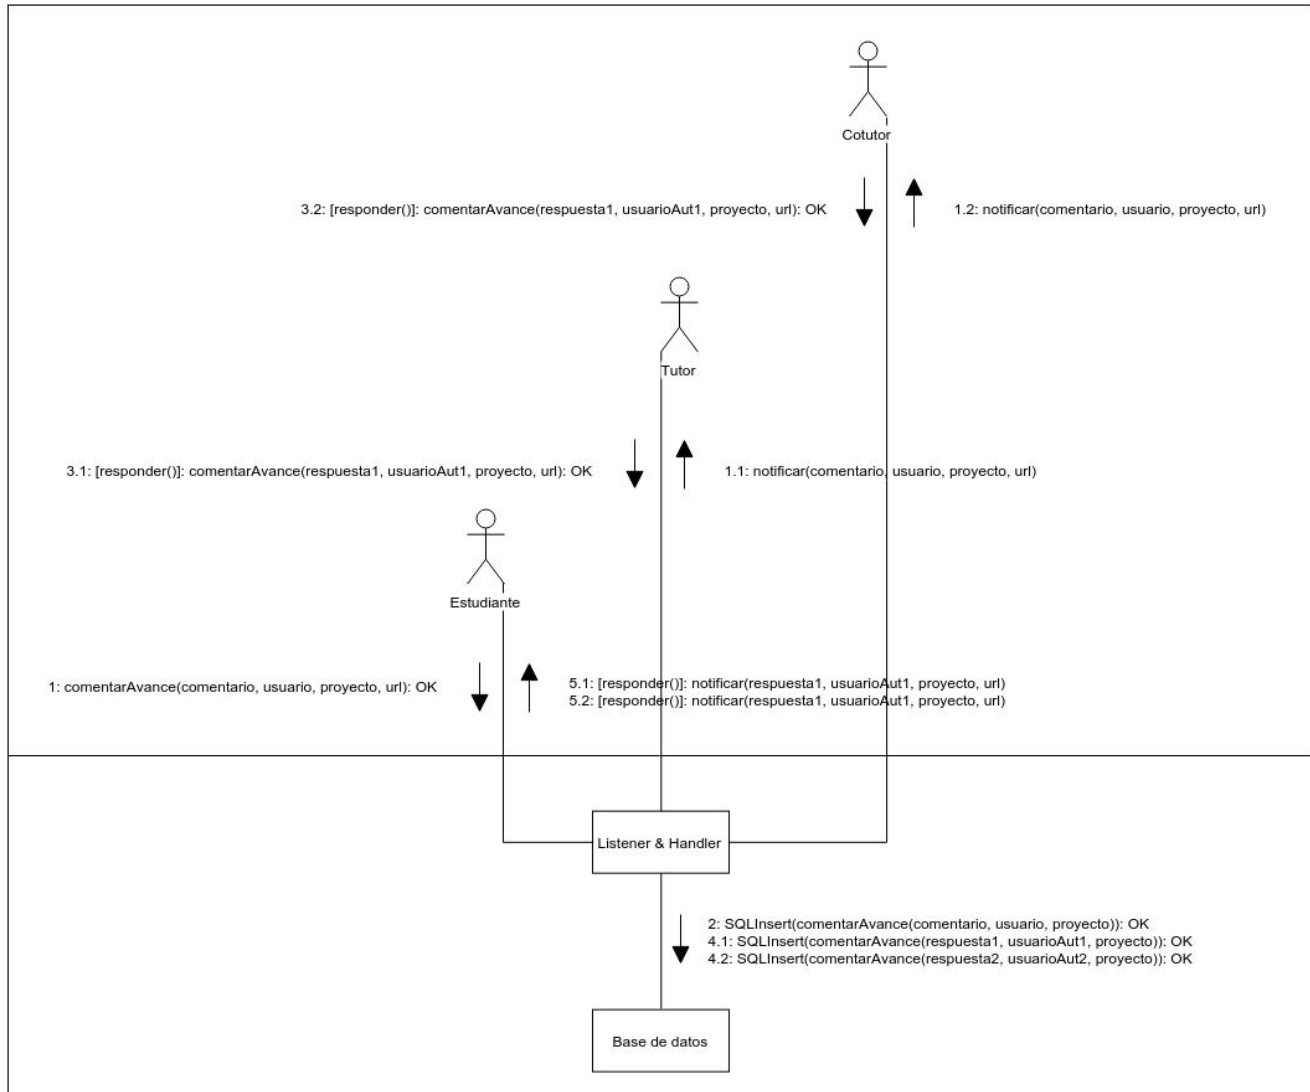 Cotutor
3.2: [responder()]: comentarAvance(respuesta1, usuarioAut1, proyecto, url): OK
1.2: notificar(comentario, usuario, proyecto, url)
Tutor
3.1: [responder()]: comentarAvance(respuesta1, usuarioAut1, proyecto, url): OK
1.1: notificar(comentario, usuario, proyecto, url)
Estudiante
1: comentarAvance(comentario, usuario, proyecto, url): OK
5.1: [responder()]: notificar(respuesta1, usuarioAut1, proyecto, url)
5.2: [responder()]: notificar(respuesta1, usuarioAut1, proyecto, url)
Listener & Handler
2: SQLInsert(comentarAvance(comentario, usuario, proyecto)): OK
4.1: SQLInsert(comentarAvance(respuesta1, usuarioAut1, proyecto)): OK
4.2: SQLInsert(comentarAvance(respuesta2, usuarioAut2, proyecto)): OK
Base de datos